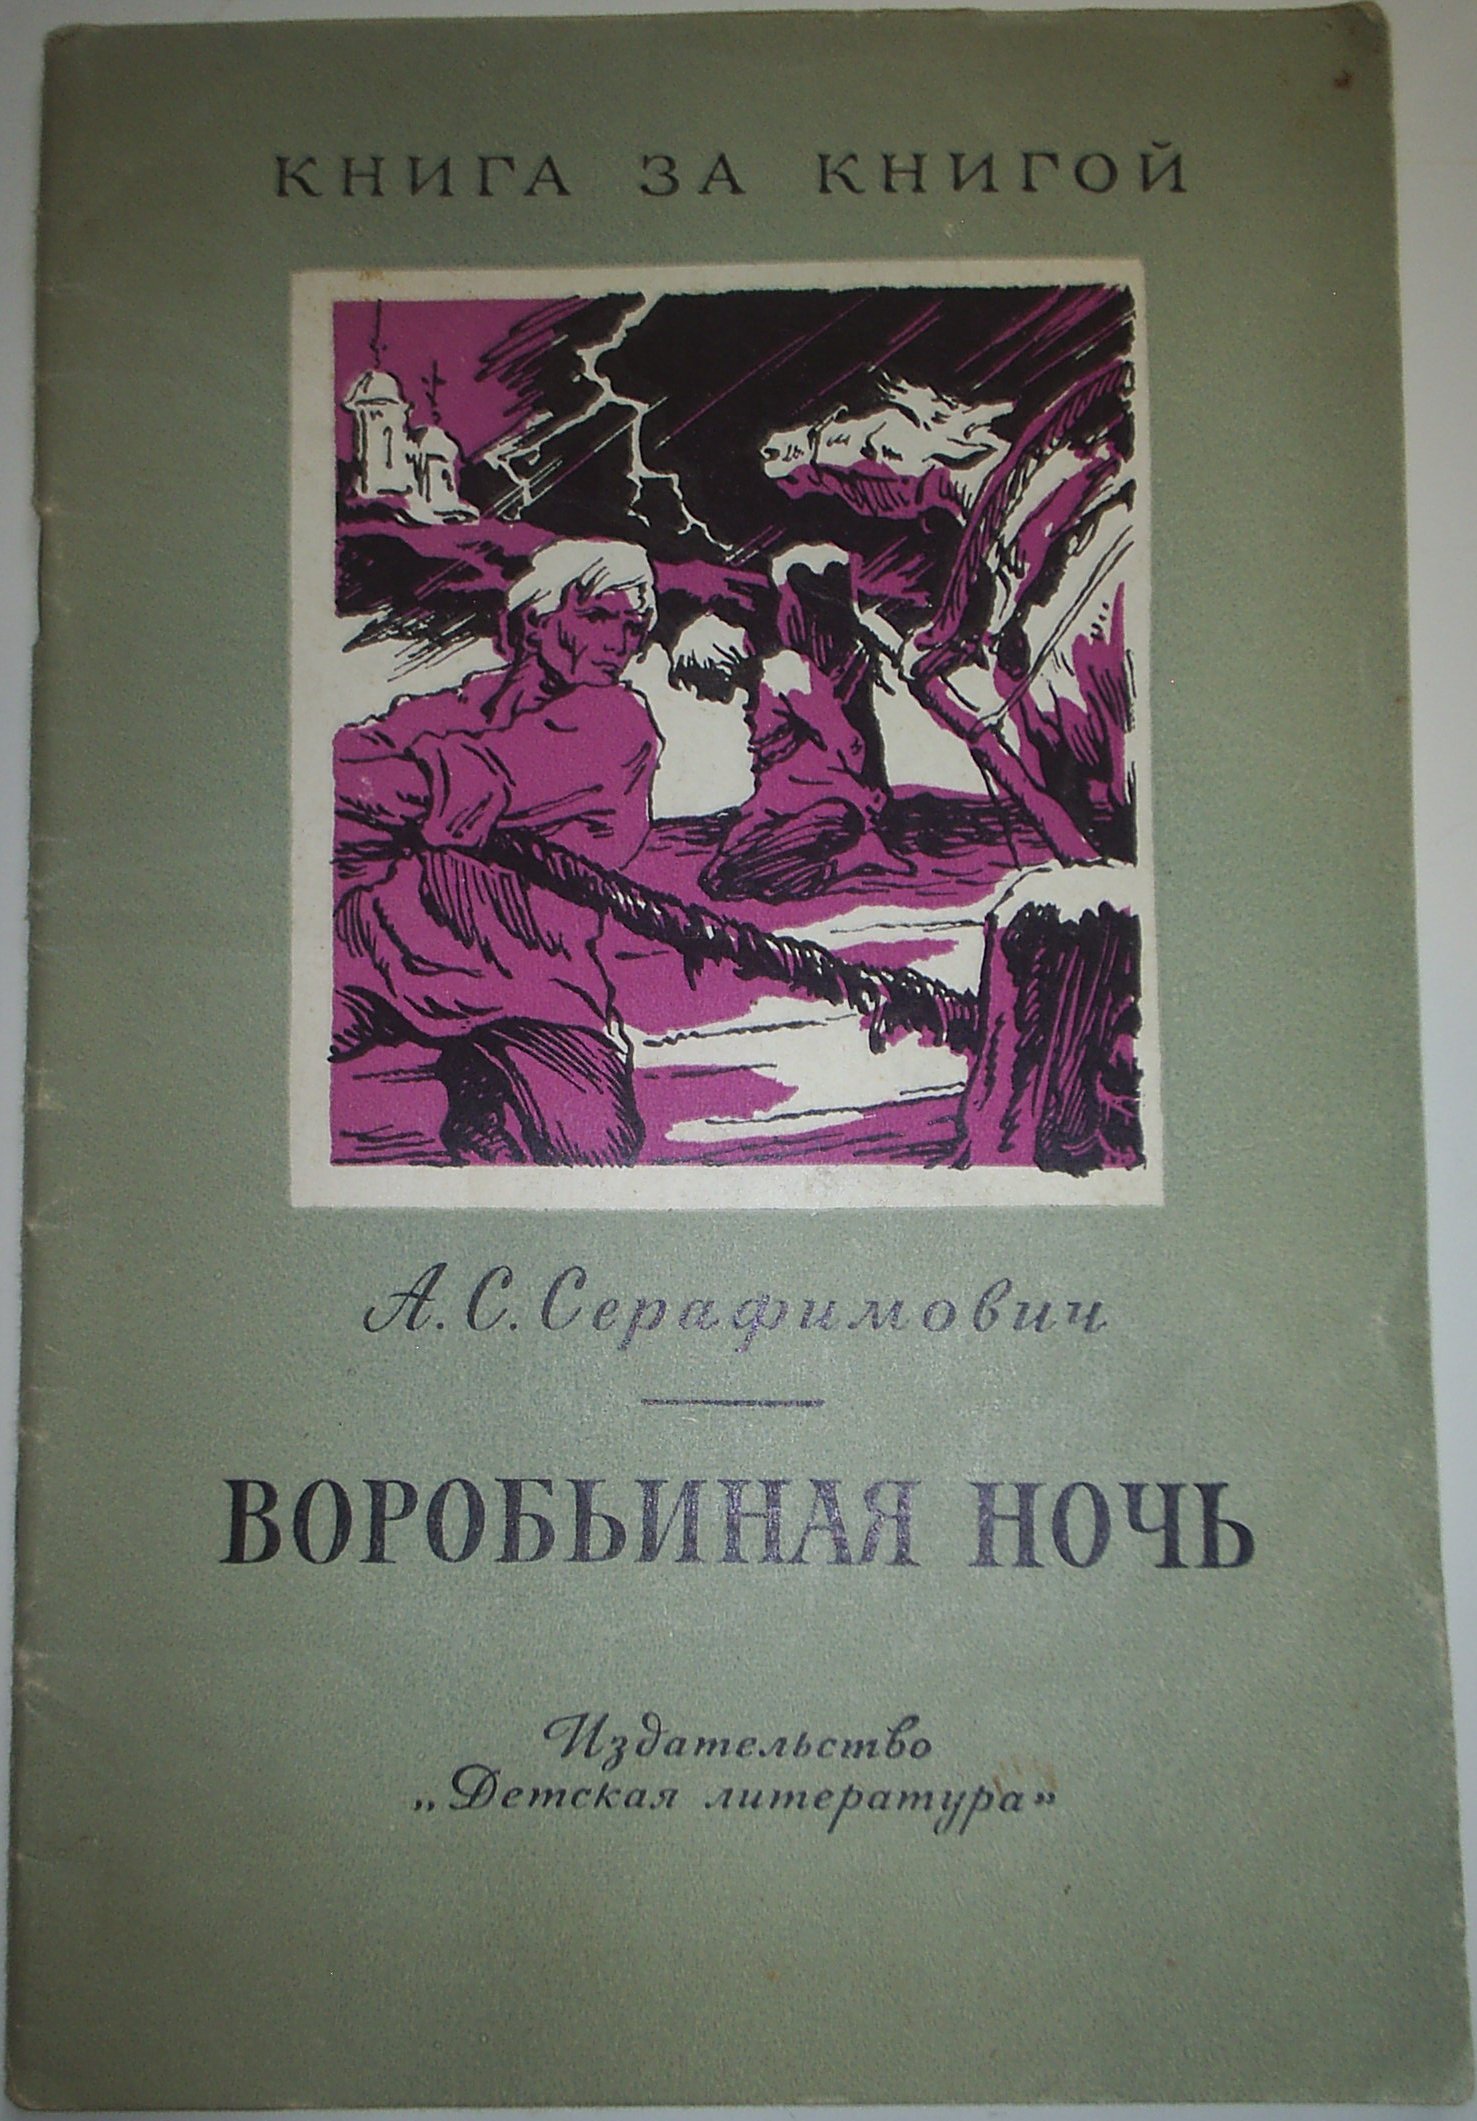 КНИГА ЗА КНИГОЙ
А. С. Серафимович
ВОРОБЬИНАЯ НОЧЬ
Издательство
„Детская литература”